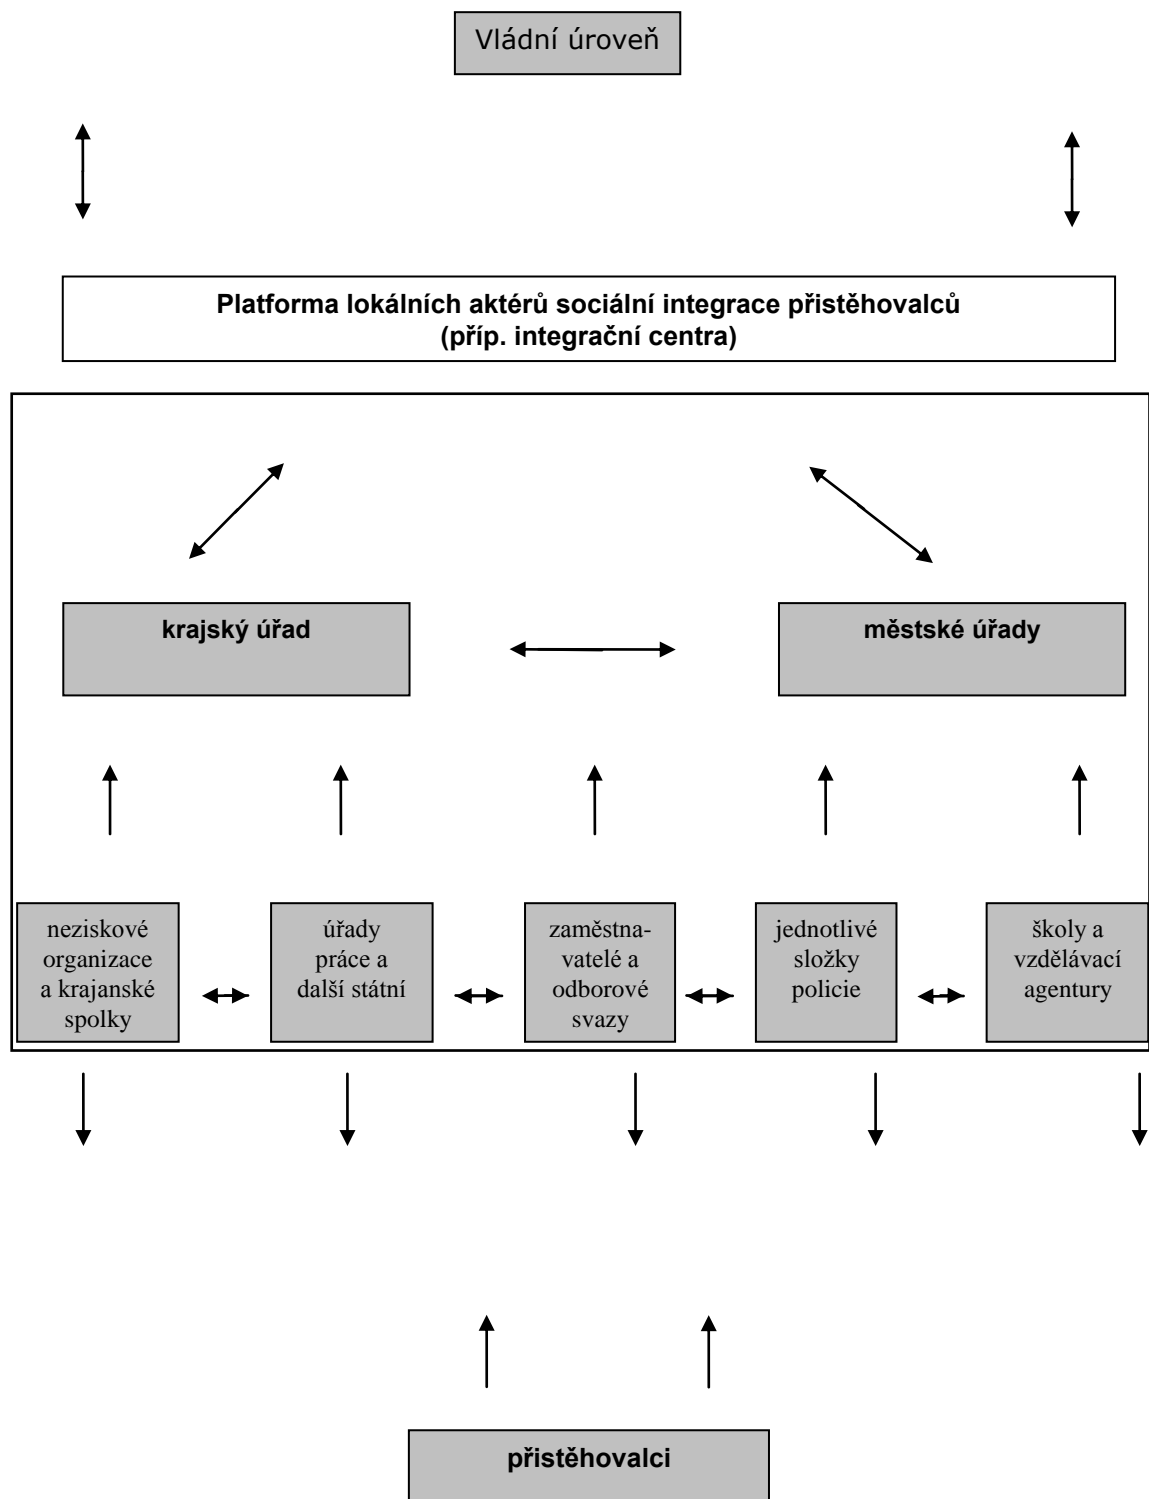 Vládní úroveň
Platforma lokálních aktérů sociální integrace přistěhovalců
(příp. integrační centra)
krajský úřad
městské úřady
neziskové
organizace
a krajanské
spolky
úřady
práce a
další státní
zaměstna-
vatelé a
odborové
svazy
jednotlivé
složky
policie
školy a
vzdělávací
agentury
přistěhovalci